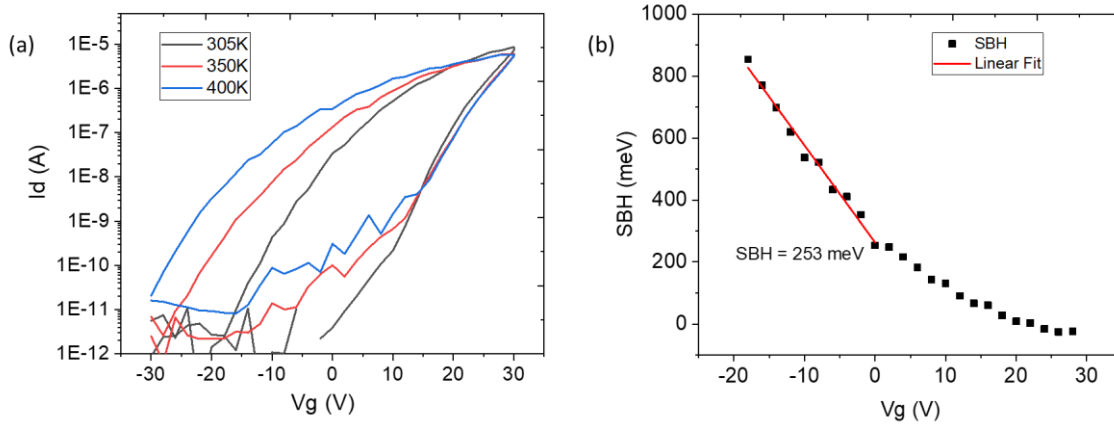 (a)
305K
350K
400K
1E-5
1E-6
1E-7
1E-8
1E-9
1E-10
1E-11
1E-12
Id (A)
-30
-20
-10
0
10
20
30
Vg (V)
(b)
SBH
Linear Fit
1000
800
600
400
200
0
SBH (meV)
SBH = 253 meV
-20
-10
0
10
20
30
Vg (V)